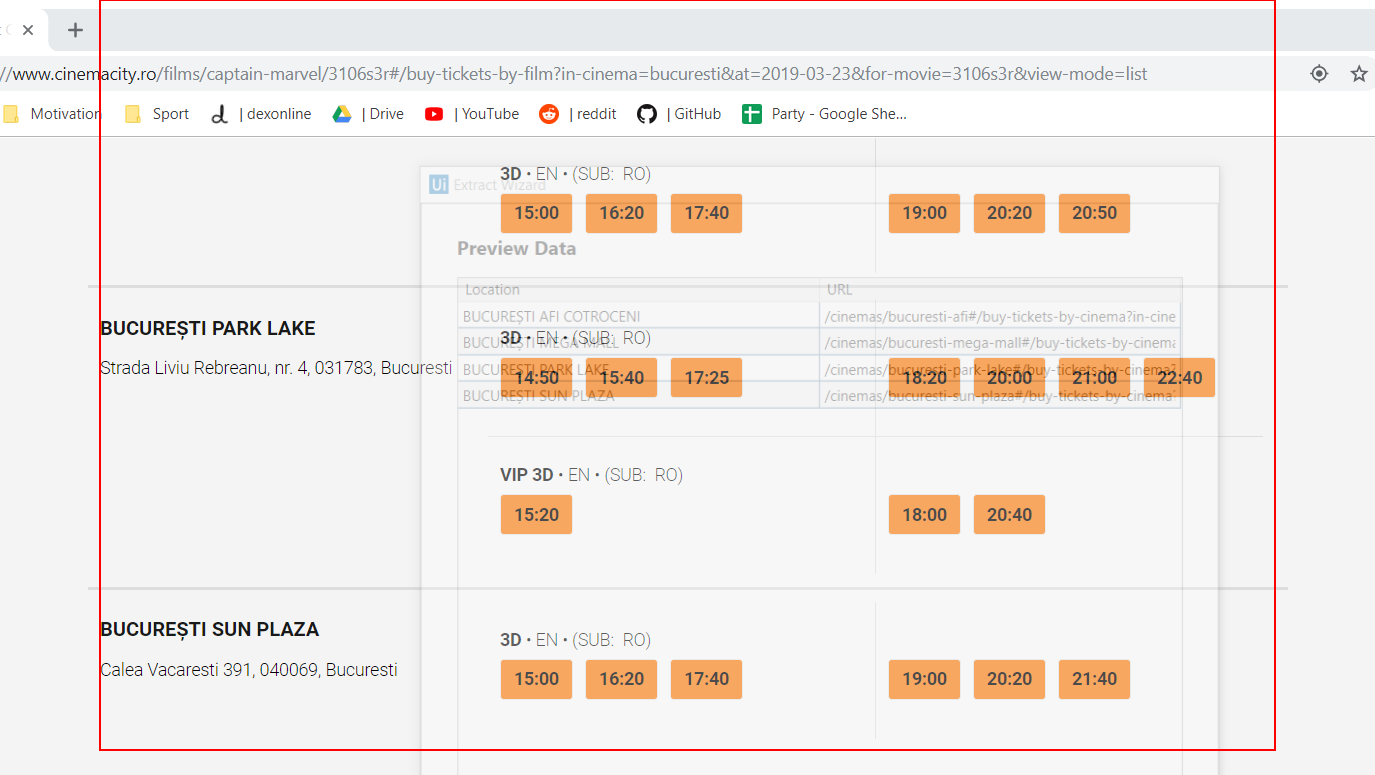 //www.cinemacity.ro/films/captain-marvel/3106s3r#/buy-tickets-by-film?in-cinema=bucuresti&at=2019-03-23&for-movie=3106s3r&view-mode=list
Motivation Sport | dexonline | Drive | YouTube | reddit | GitHub Party - Google She...
3D • EN • (SUB: RO)
Ui Extract Wizard
15:00 16:20 17:40 19:00 20:20 20:50
Preview Data
Location URL
BUCUREȘTI AFI COTROCENI /cinemas/bucuresti-afi#/buy-tickets-by-cinema?in-cine
BUCUREȘTI PARK LAKE
3D • EN • (SUB: RO)
BUCUREȘTI MEGA MALL /cinemas/bucuresti-mega-mall#/buy-tickets-by-cinema
Strada Liviu Rebreanu, nr. 4, 031783, Bucuresti
BUCUREȘTI PARK LAKE /cinemas/bucuresti-park-lake#/buy-tickets-by-cinema?
14:50 15:40 17:25 18:20 20:00 21:00 22:40
BUCUREȘTI SUN PLAZA /cinemas/bucuresti-sun-plaza#/buy-tickets-by-cinema?
VIP 3D • EN • (SUB: RO)
15:20 18:00 20:40
BUCUREȘTI SUN PLAZA
3D • EN • (SUB: RO)
Calea Vacaresti 391, 040069, Bucuresti
15:00 16:20 17:40 19:00 20:20 21:40